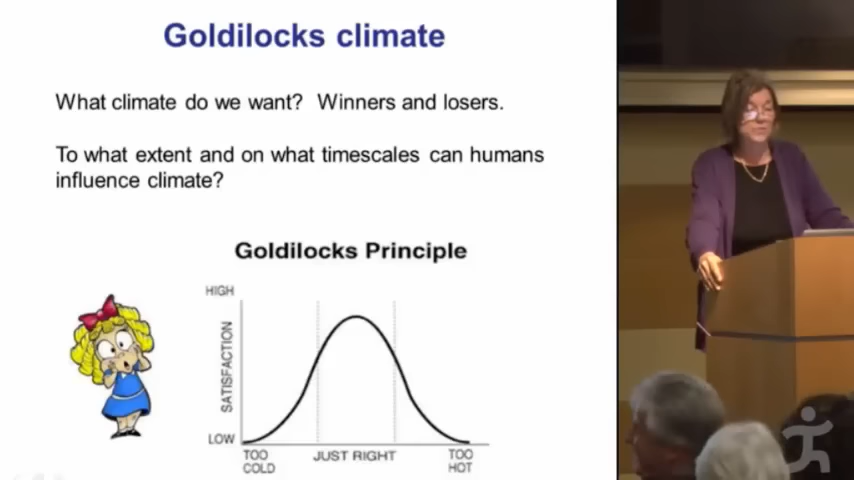 Goldilocks climate
What climate do we want? Winners and losers.
To what extent and on what timescales can humans
influence climate?
Goldilocks Principle
HIGH
SATISFACTION
LOW
TOO
COLD
JUST RIGHT
TOO
HOT